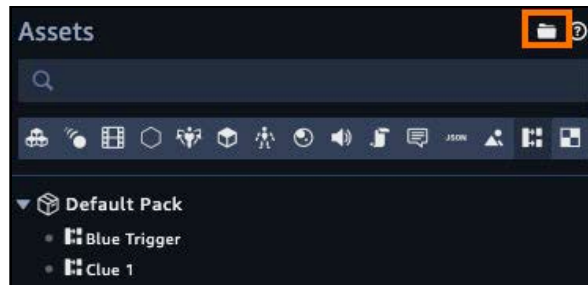 Assets
?
JSON
Default Pack
Blue Trigger
Clue 1